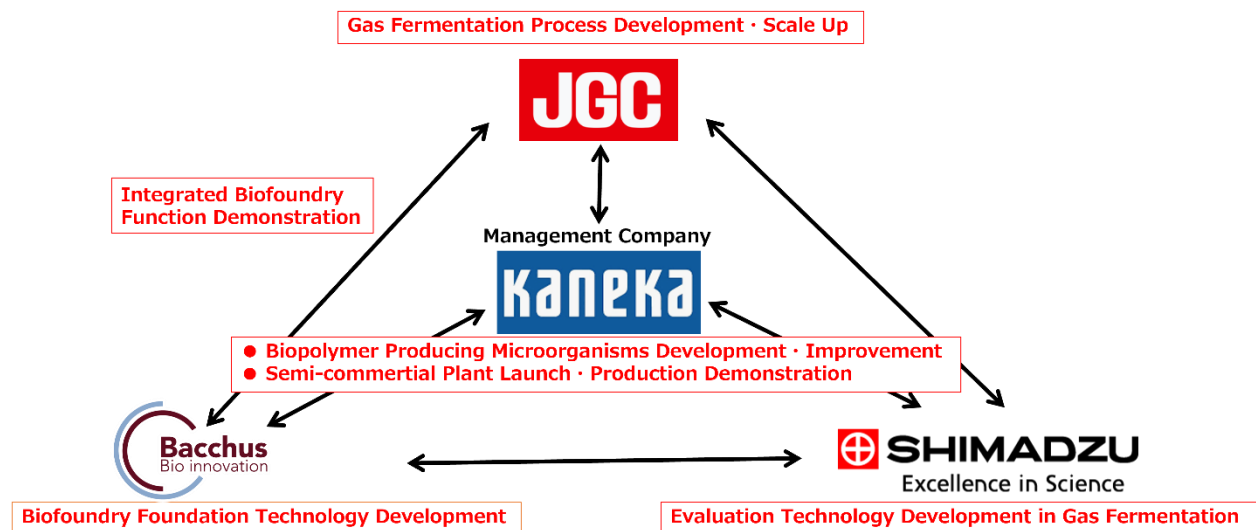 Gas Fermentation Process Development · Scale Up
JGC
Integrated Biofoundry
Function Demonstration
Management Company
kaneka
● Biopolymer Producing Microorganisms Development · Improvement
● Semi-commertial Plant Launch · Production Demonstration
Bacchus
Bio innovation
SHIMADZU
Excellence in Science
Biofoundry Foundation Technology Development
Evaluation Technology Development in Gas Fermentation